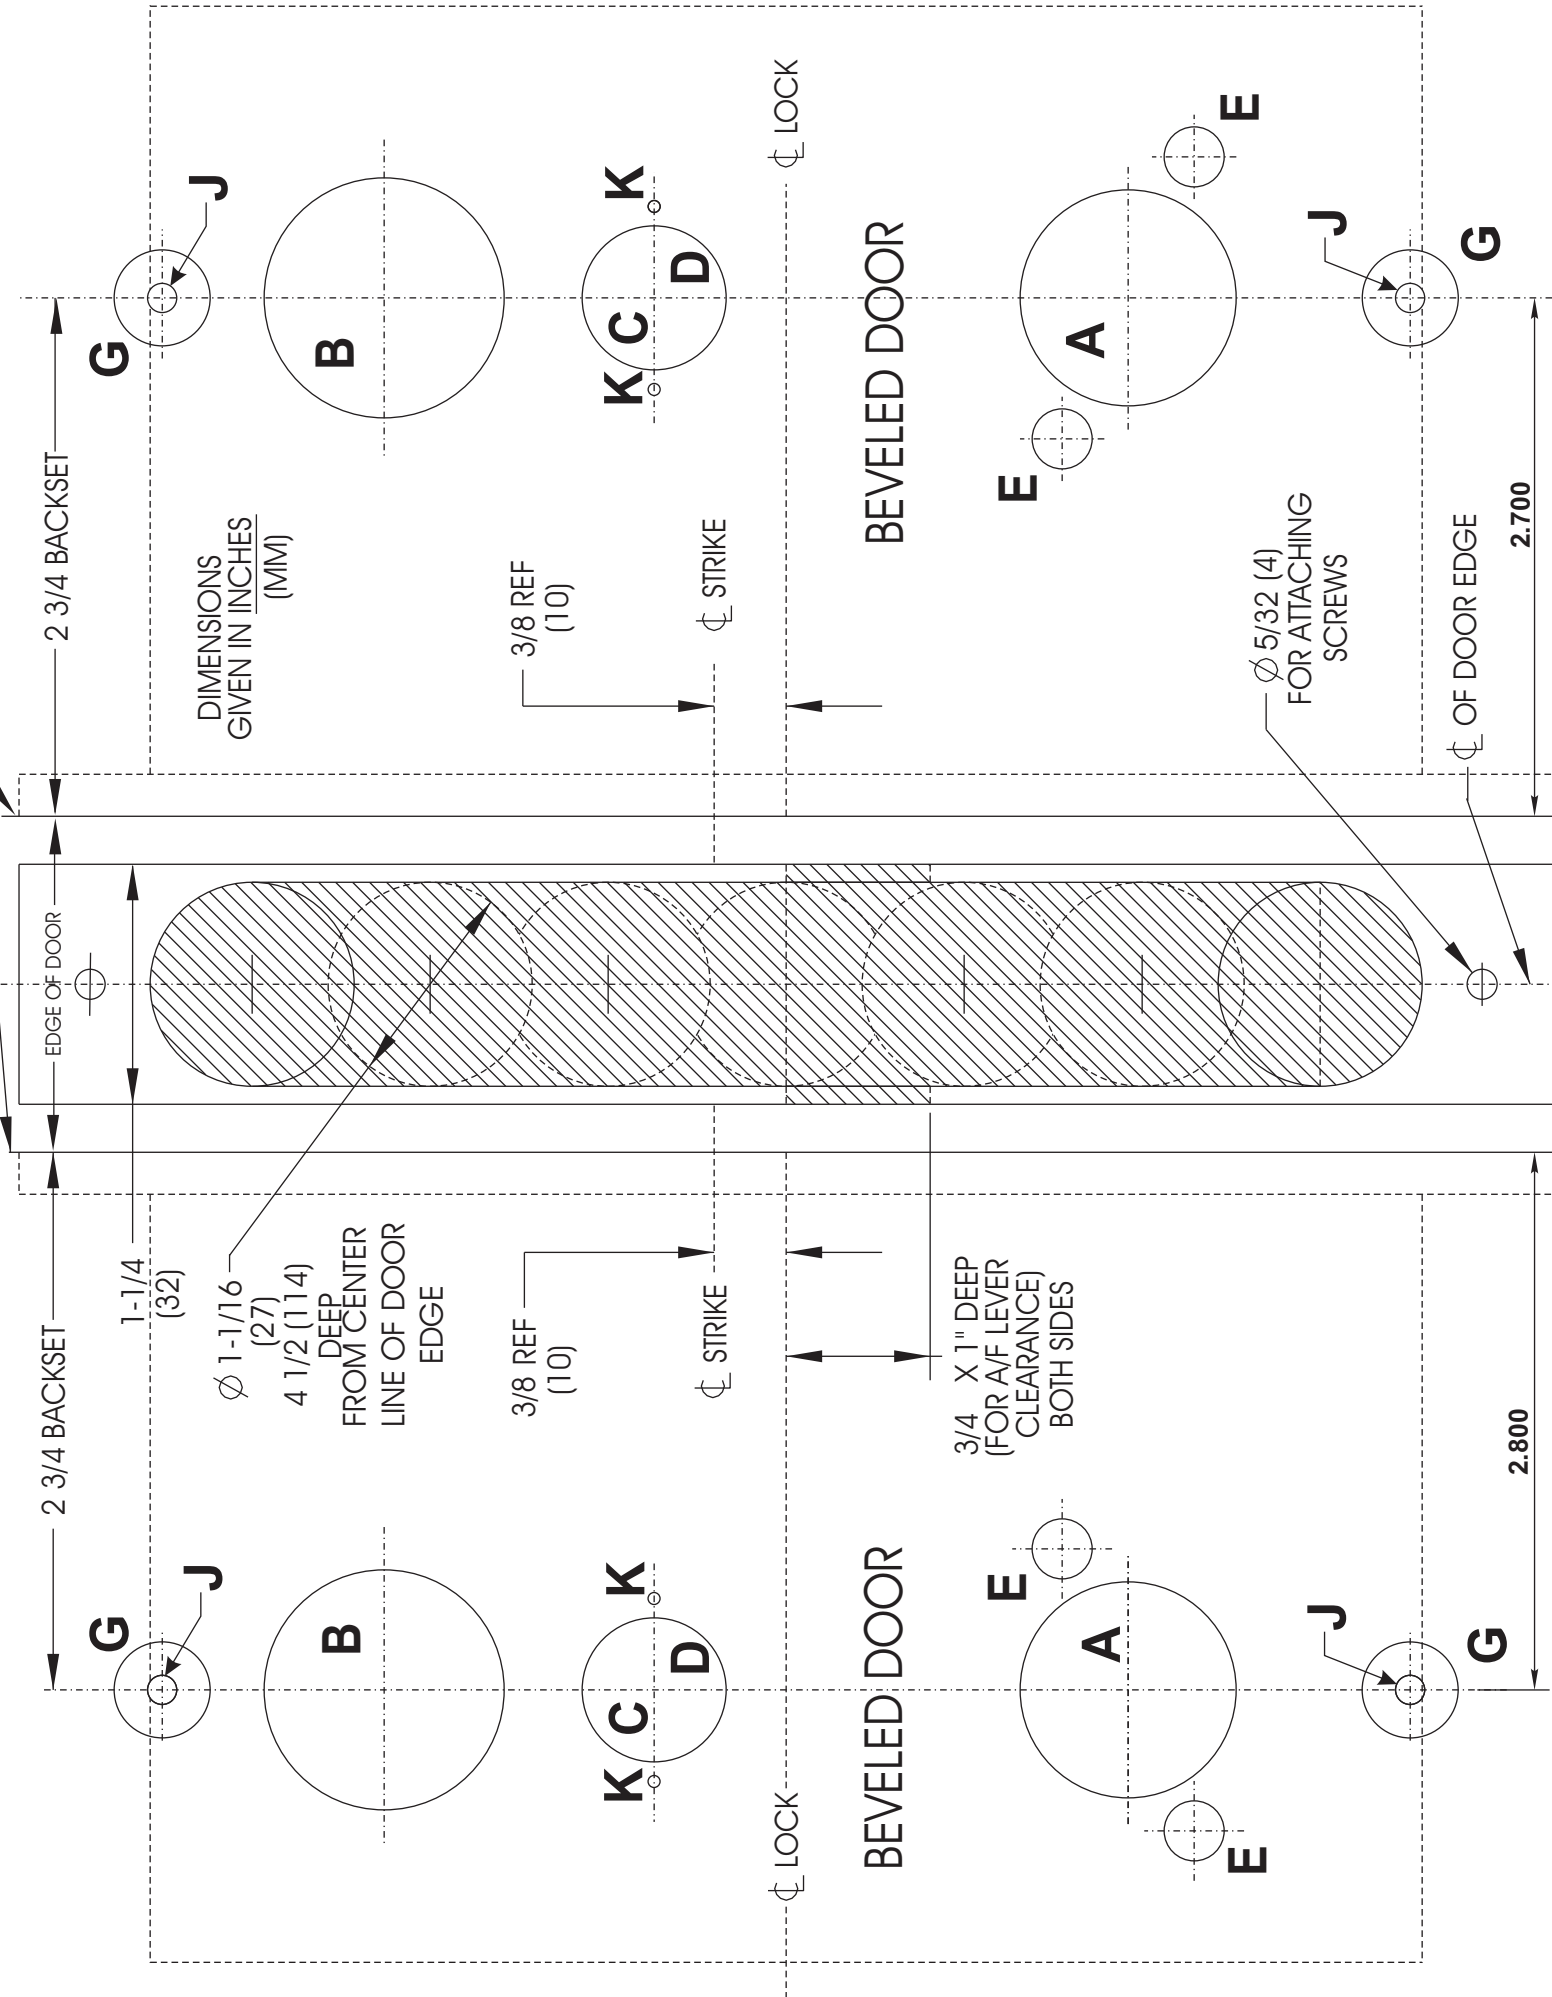 2 3/4 BACKSET
G
J
B
K
C
D
K
℄ LOCK
BEVELED DOOR
A
E
E
J
G
2.800
1-1/4
(32)
Ø 1-1/16
(27)
4 1/2 (114)
DEEP
FROM CENTER
LINE OF DOOR
EDGE
3/8 REF
(10)
℄ STRIKE
3/4 X 1" DEEP
(FOR A/F LEVER
CLEARANCE)
BOTH SIDES
EDGE OF DOOR
2 3/4 BACKSET
DIMENSIONS
GIVEN IN INCHES
(MM)
3/8 REF
(10)
℄ STRIKE
Ø 5/32 (4)
FOR ATTACHING
SCREWS
℄ OF DOOR EDGE
2.700
G
J
B
K
C
D
K
℄ LOCK
BEVELED DOOR
A
E
E
J
G